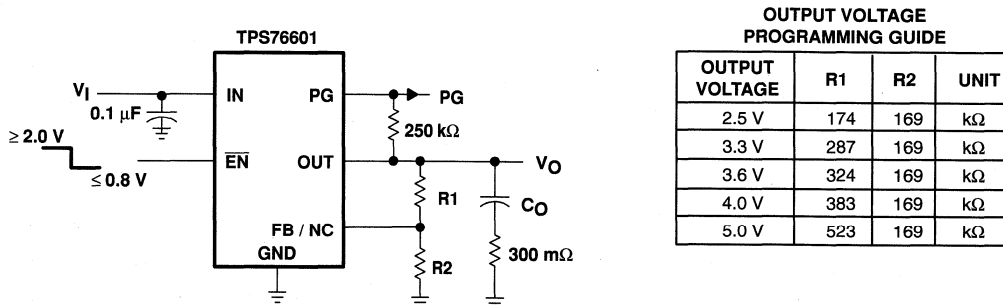 TPS76601
V_I
0.1 μF
≥ 2.0 V
≤ 0.8 V
IN
EN
PG
OUT
FB / NC
GND
PG
250 kΩ
V_O
R1
C_O
R2
300 mΩ
OUTPUT VOLTAGE
PROGRAMMING GUIDE
OUTPUT VOLTAGE R1 R2 UNIT
2.5 V 174 169 kΩ
3.3 V 287 169 kΩ
3.6 V 324 169 kΩ
4.0 V 383 169 kΩ
5.0 V 523 169 kΩ